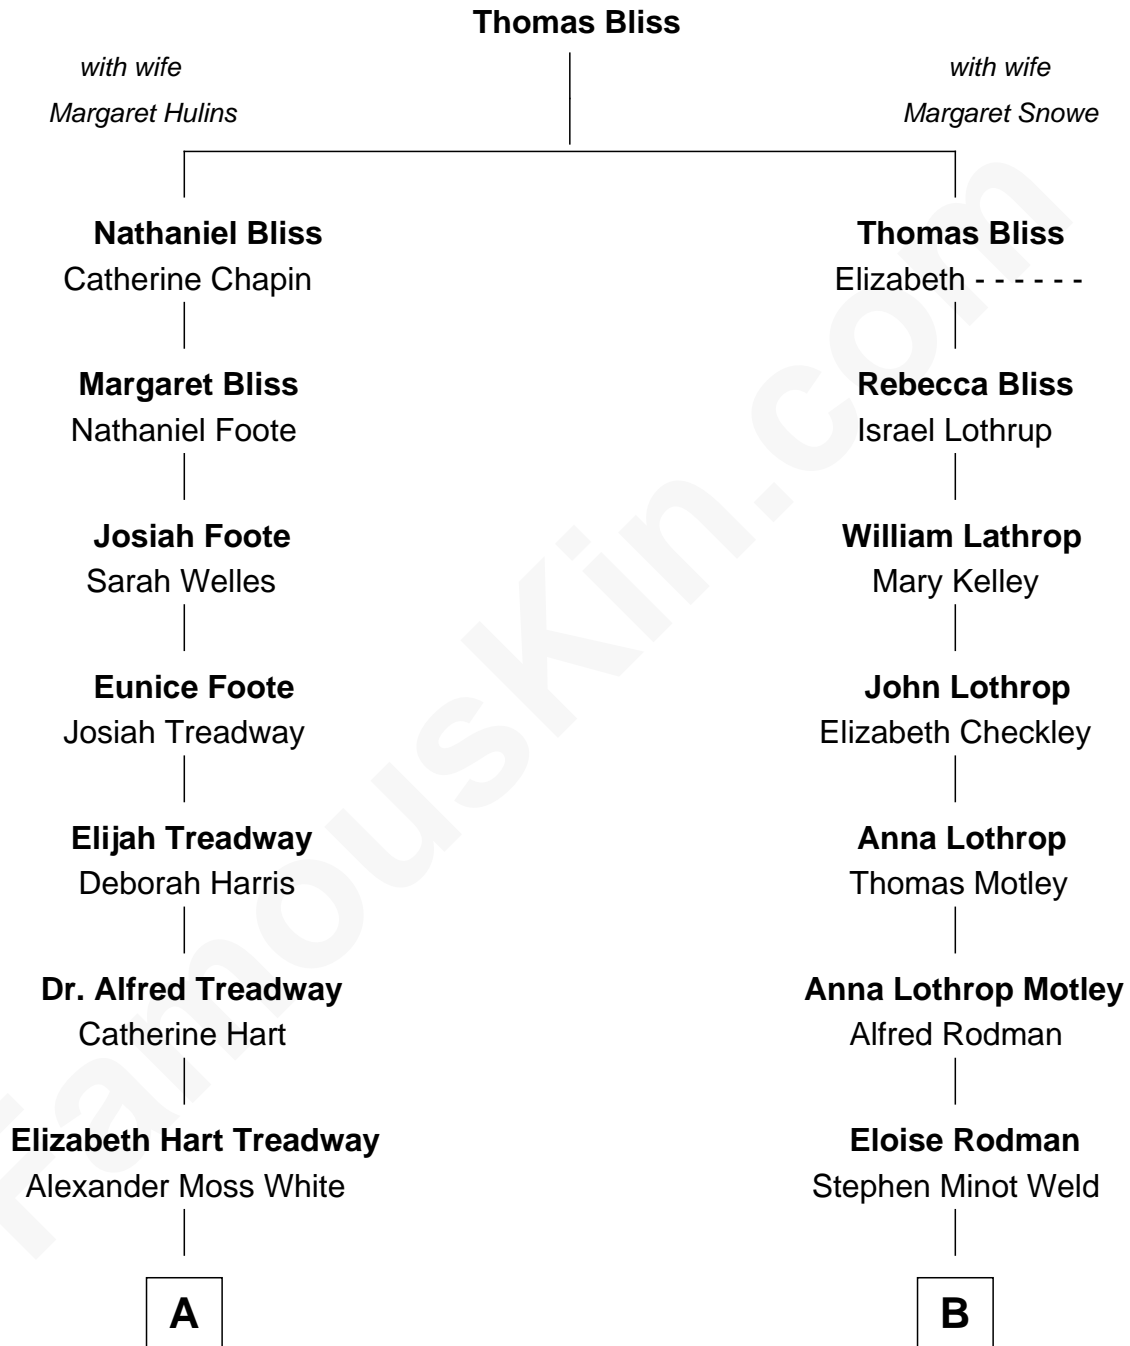 Thomas Bliss
with wife
Margaret Hulins
with wife
Margaret Snowe
Nathaniel Bliss
Catherine Chapin
Thomas Bliss
Elizabeth - - - - - -
Margaret Bliss
Nathaniel Foote
Rebecca Bliss
Israel Lothrup
Josiah Foote
Sarah Welles
William Lathrop
Mary Kelley
Eunice Foote
Josiah Treadway
John Lothrop
Elizabeth Checkley
Elijah Treadway
Deborah Harris
Anna Lothrop
Thomas Motley
Dr. Alfred Treadway
Catherine Hart
Anna Lothrop Motley
Alfred Rodman
Elizabeth Hart Treadway
Alexander Moss White
Eloise Rodman
Stephen Minot Weld
A
B
FamousKin.com